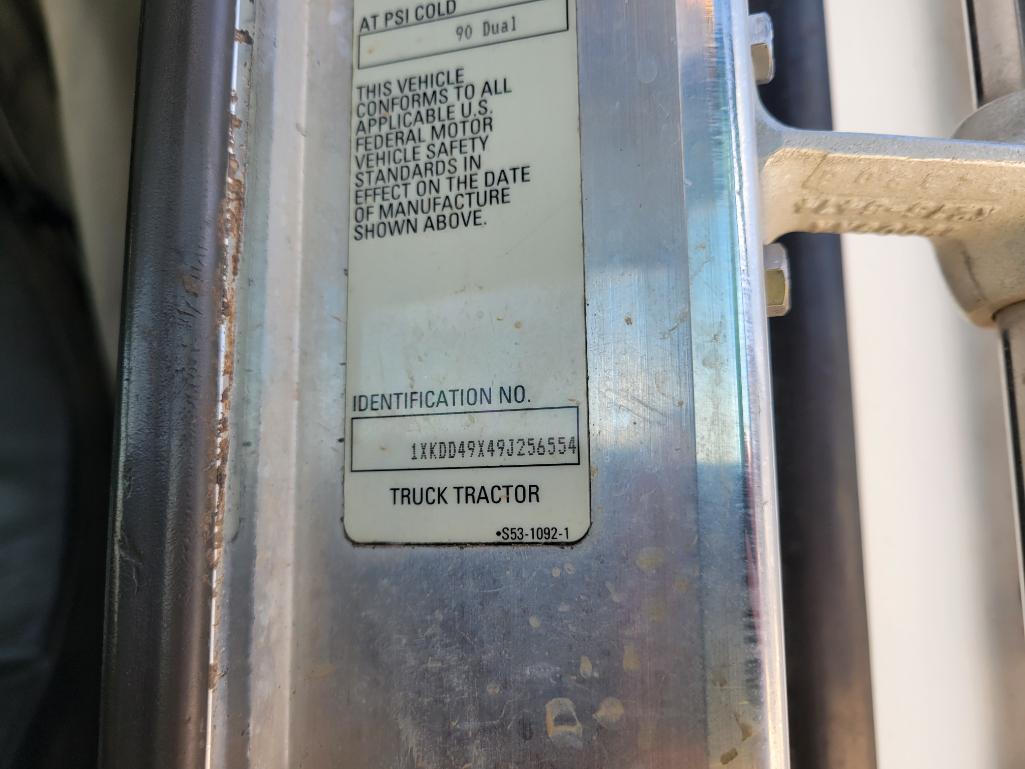 AT PSI COLD
90 Dual
THIS VEHICLE
CONFORMS TO ALL
APPLICABLE U.S.
FEDERAL MOTOR
VEHICLE SAFETY
STANDARDS IN
EFFECT ON THE DATE
OF MANUFACTURE
SHOWN ABOVE.
IDENTIFICATION NO.
1XKDD49X49J256554
TRUCK TRACTOR
•S53-1092-1